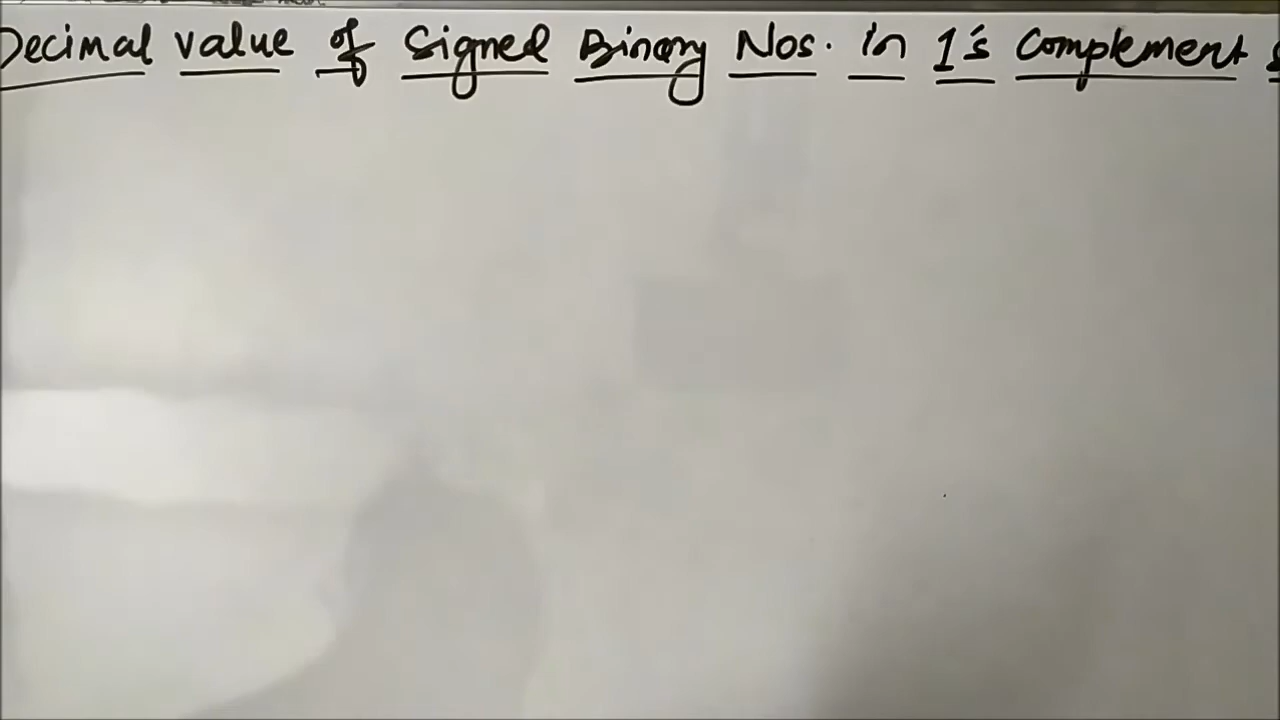 Decimal value of Signed Binary Nos. in 1's Complement